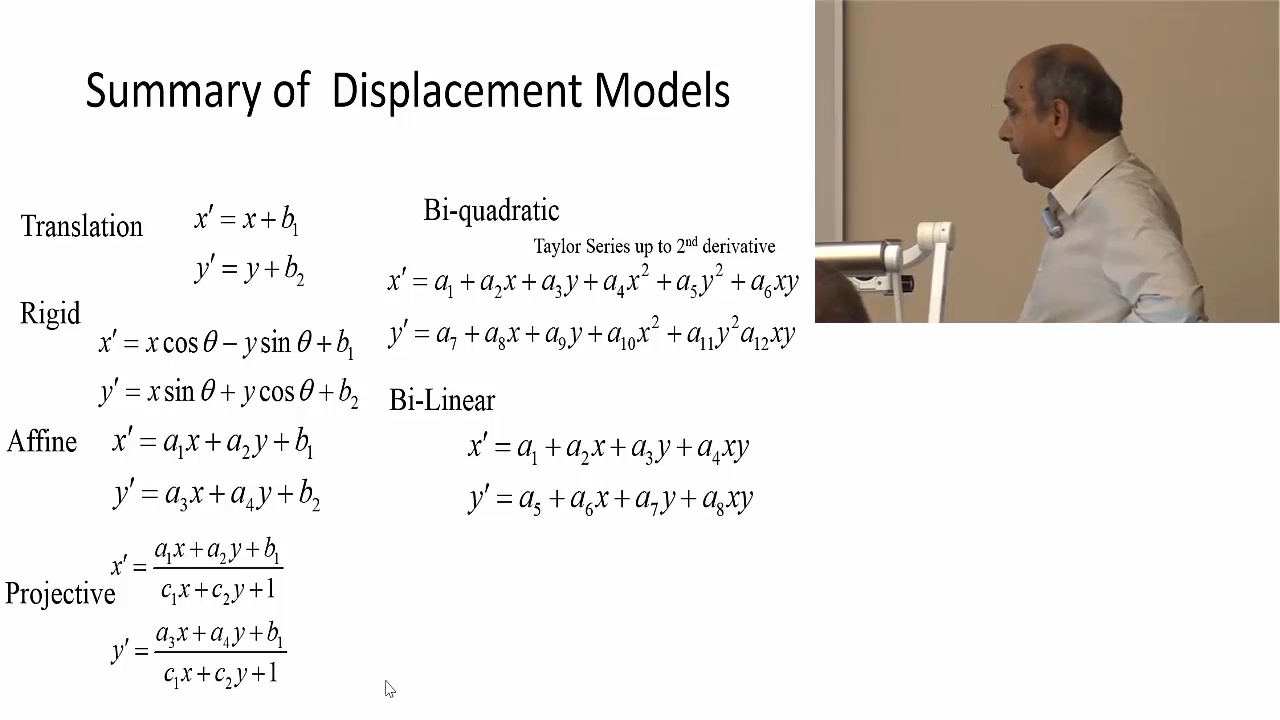 Summary of Displacement Models
Translation
x′ = x + b₁
y′ = y + b₂
Rigid
x′ = x cos θ − y sin θ + b₁
y′ = x sin θ + y cos θ + b₂
Affine
x′ = a₁x + a₂y + b₁
y′ = a₃x + a₄y + b₂
Projective
x′ = (a₁x + a₂y + b₁) / (c₁x + c₂y + 1)
y′ = (a₃x + a₄y + b₁) / (c₁x + c₂y + 1)
Bi-quadratic
Taylor Series up to 2ⁿᵈ derivative
x′ = a₁ + a₂x + a₃y + a₄x² + a₅y² + a₆xy
y′ = a₇ + a₈x + a₉y + a₁₀x² + a₁₁y²a₁₂xy
Bi-Linear
x′ = a₁ + a₂x + a₃y + a₄xy
y′ = a₅ + a₆x + a₇y + a₈xy